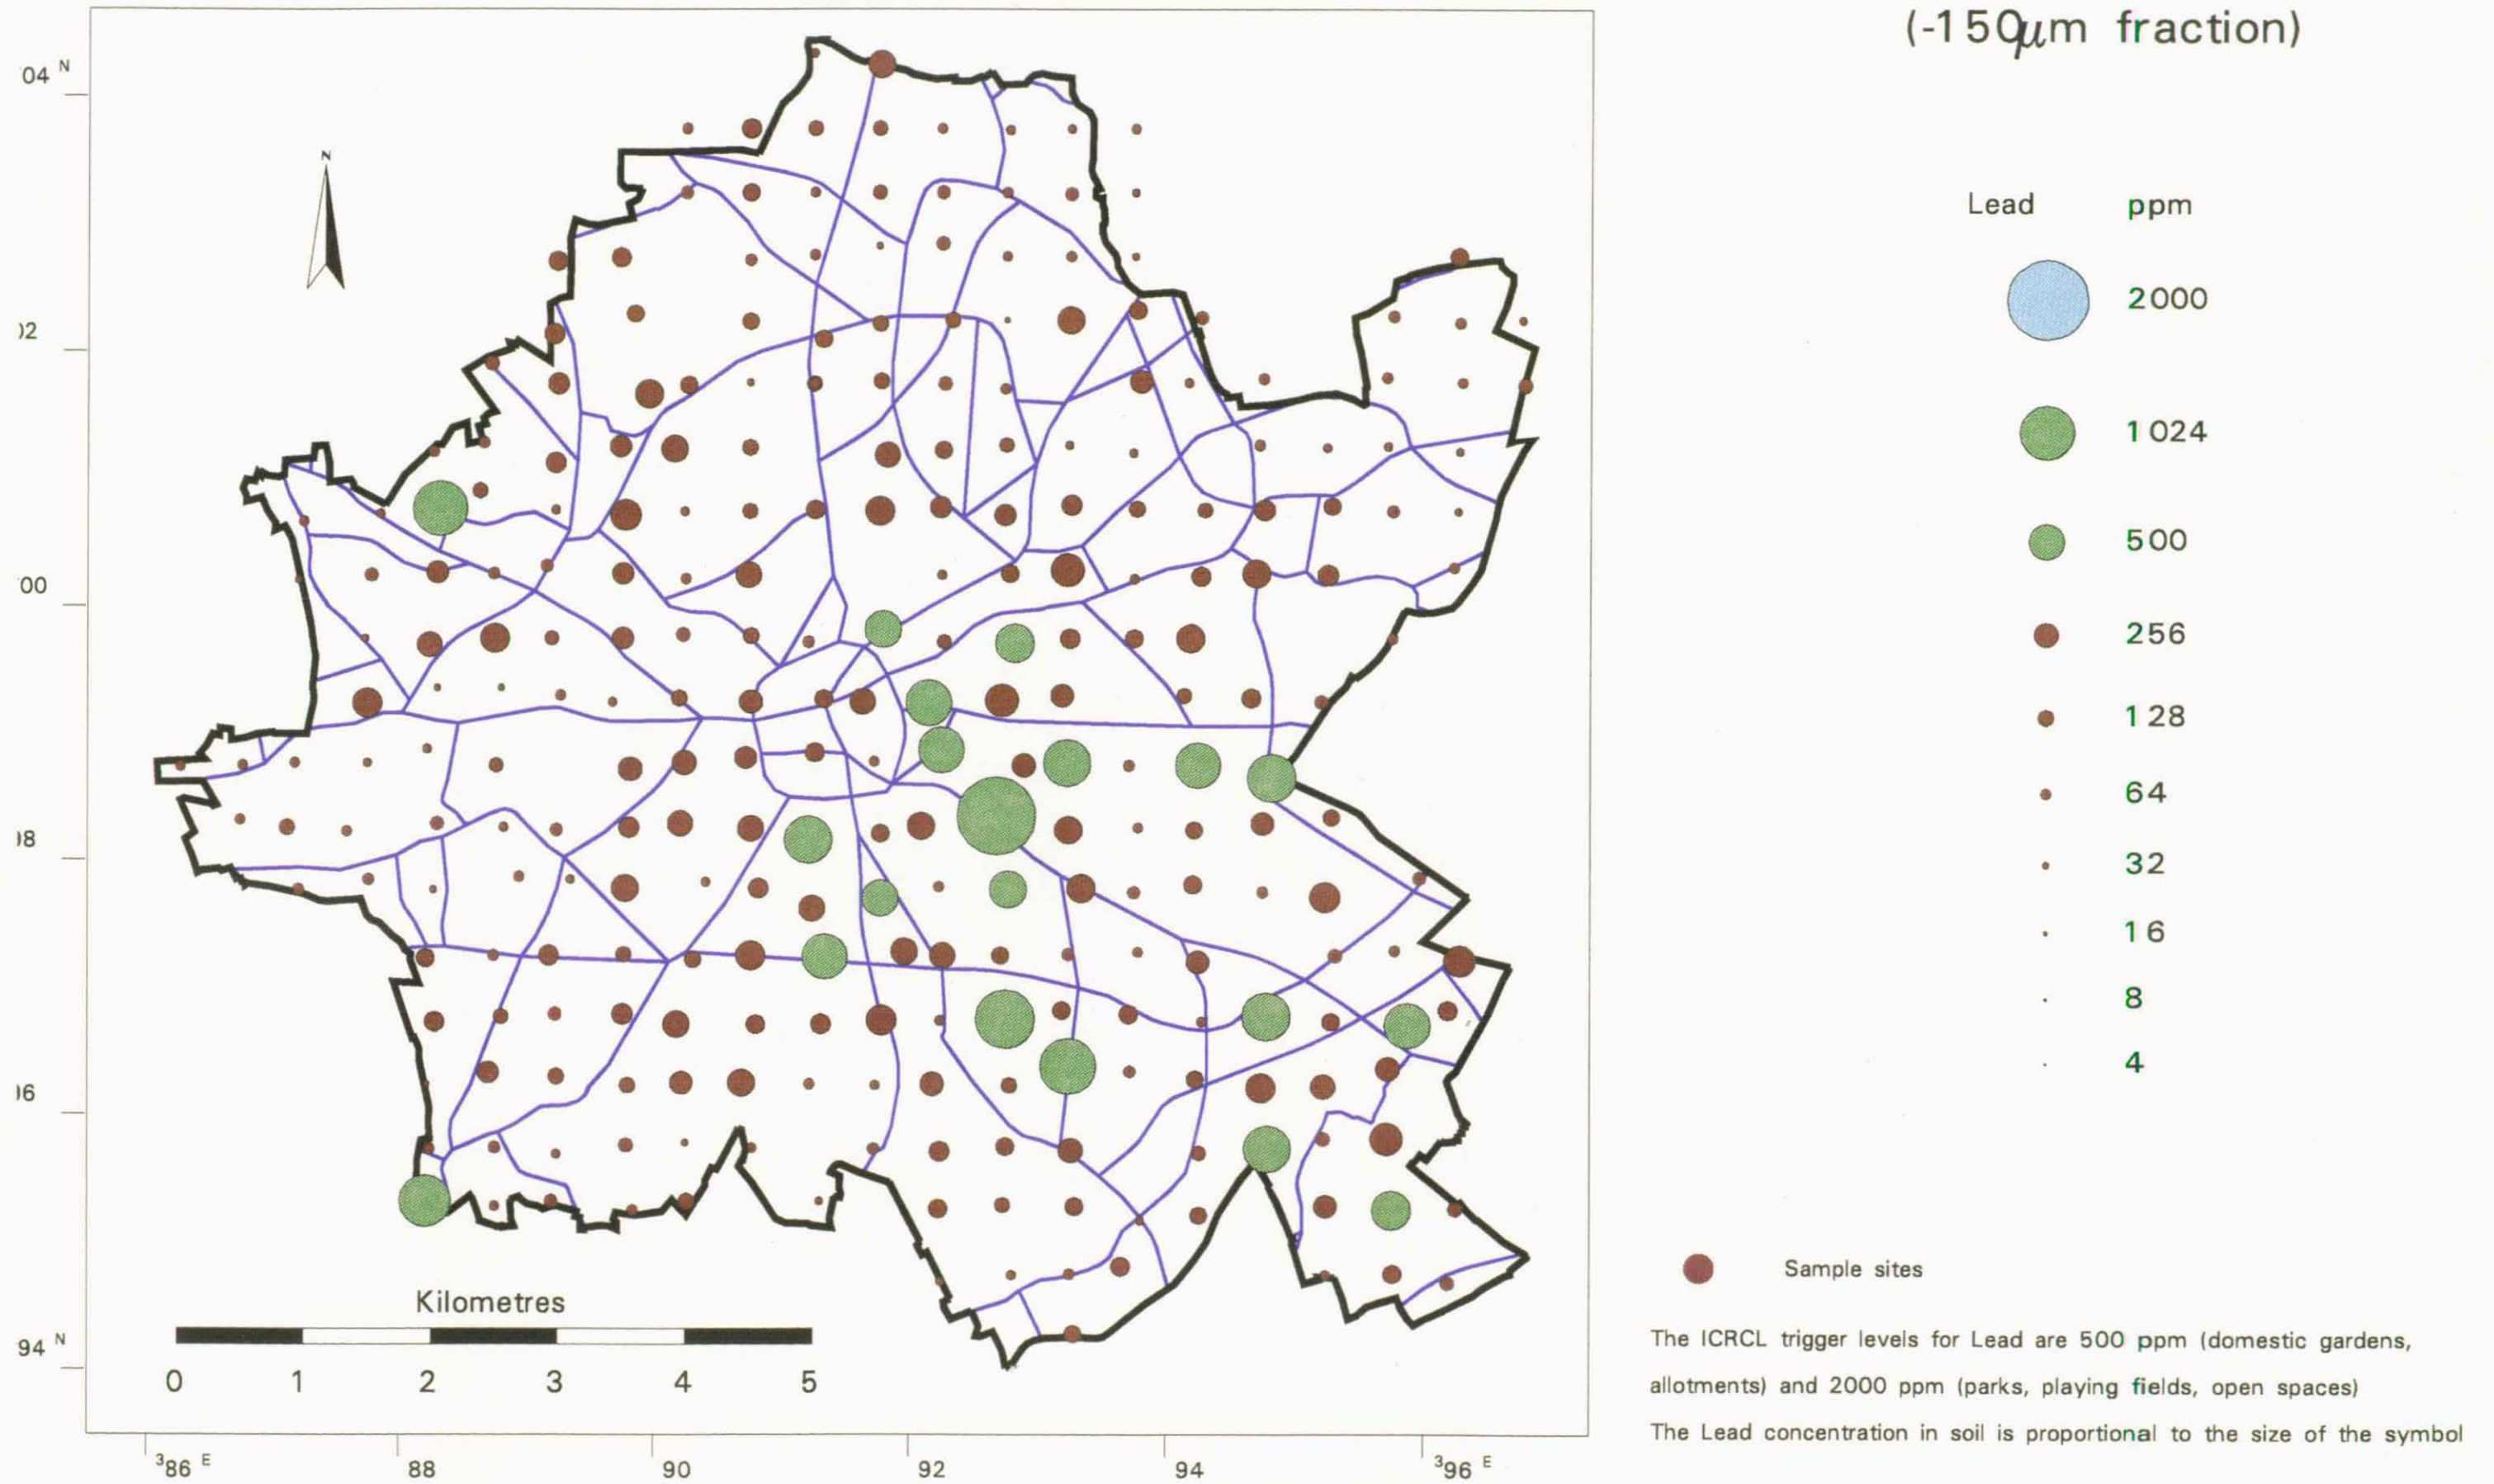 (-150µm fraction)
04 N
N
02
00
98
96
94 N
Lead ppm
2000
1024
500
256
128
64
32
16
8
4
Sample sites
The ICRCL trigger levels for Lead are 500 ppm (domestic gardens,
allotments) and 2000 ppm (parks, playing fields, open spaces)
The Lead concentration in soil is proportional to the size of the symbol
Kilometres
0 1 2 3 4 5
386 E 88 90 92 94 396 E